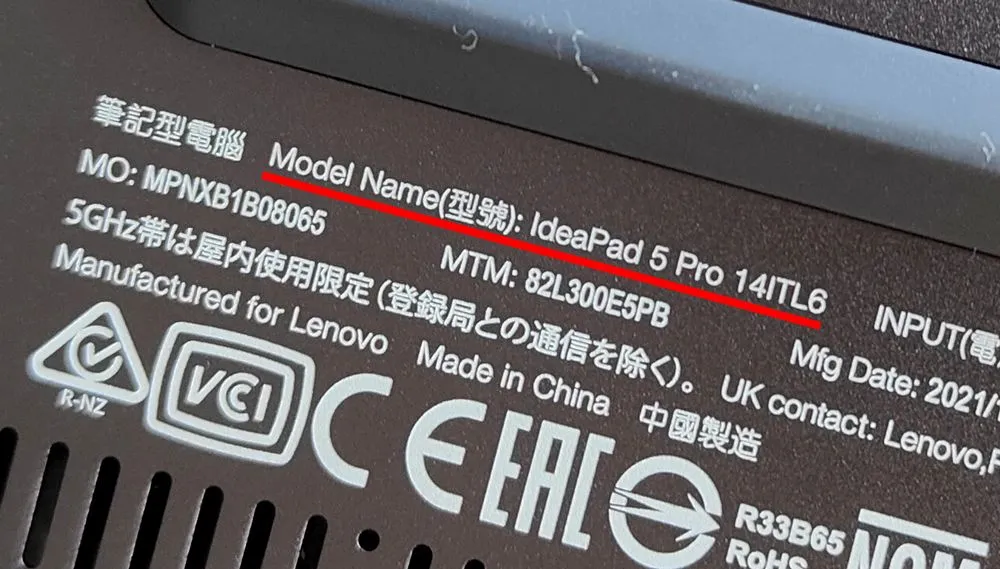 筆記型電腦 Model Name(型號): IdeaPad 5 Pro 14ITL6 INPUT(電
MO: MPNXB1B08065 MTM: 82L300E5PB Mfg Date: 2021/
5GHz帯は屋内使用限定 (登録局との通信を除く)。 UK contact: Lenovo,
Manufactured for Lenovo Made in China 中國製造
R-NZ
VCCI
CE
EAC
R33B65
RoHS
NOM